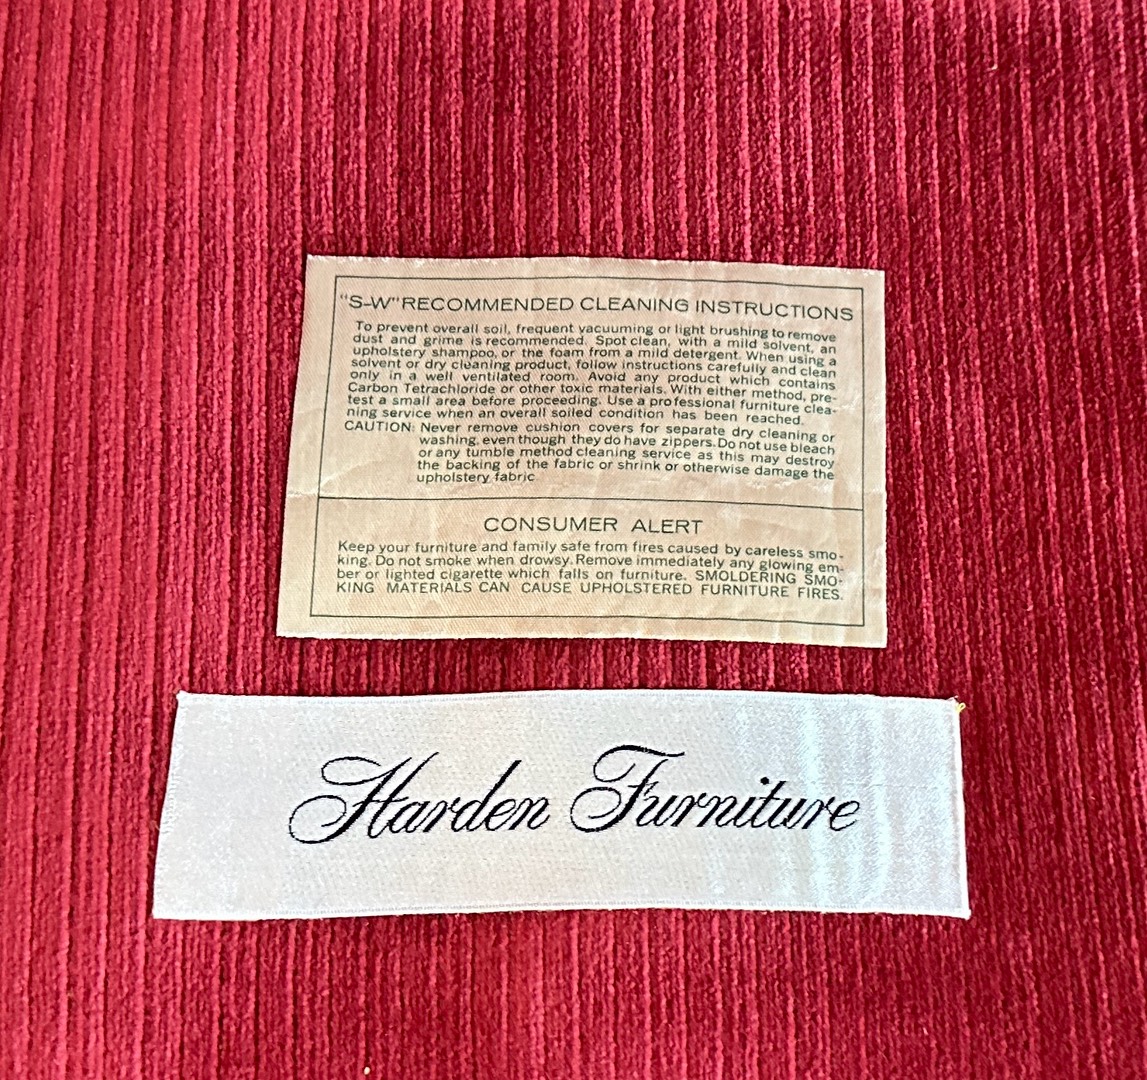 "S-W" RECOMMENDED CLEANING INSTRUCTIONS
To prevent overall soil, frequent vacuuming or light brushing to remove
dust and grime is recommended. Spot clean, with a mild solvent, an
upholstery shampoo, or the foam from a mild detergent. When using a
solvent or dry cleaning product, follow instructions carefully and clean
only in a well ventilated room. Avoid any product which contains
Carbon Tetrachloride or other toxic materials. With either method, pre-
test a small area before proceeding. Use a professional furniture clea-
ning service when an overall soiled condition has been reached.
CAUTION: Never remove cushion covers for separate dry cleaning or
washing, even though they do have zippers. Do not use bleach
or any tumble method cleaning service as this may destroy
the backing of the fabric or shrink or otherwise damage the
upholstery fabric
CONSUMER ALERT
Keep your furniture and family safe from fires caused by careless smo-
king. Do not smoke when drowsy. Remove immediately any glowing em-
ber or lighted cigarette which falls on furniture. SMOLDERING SMO-
KING MATERIALS CAN CAUSE UPHOLSTERED FURNITURE FIRES.
Harden Furniture